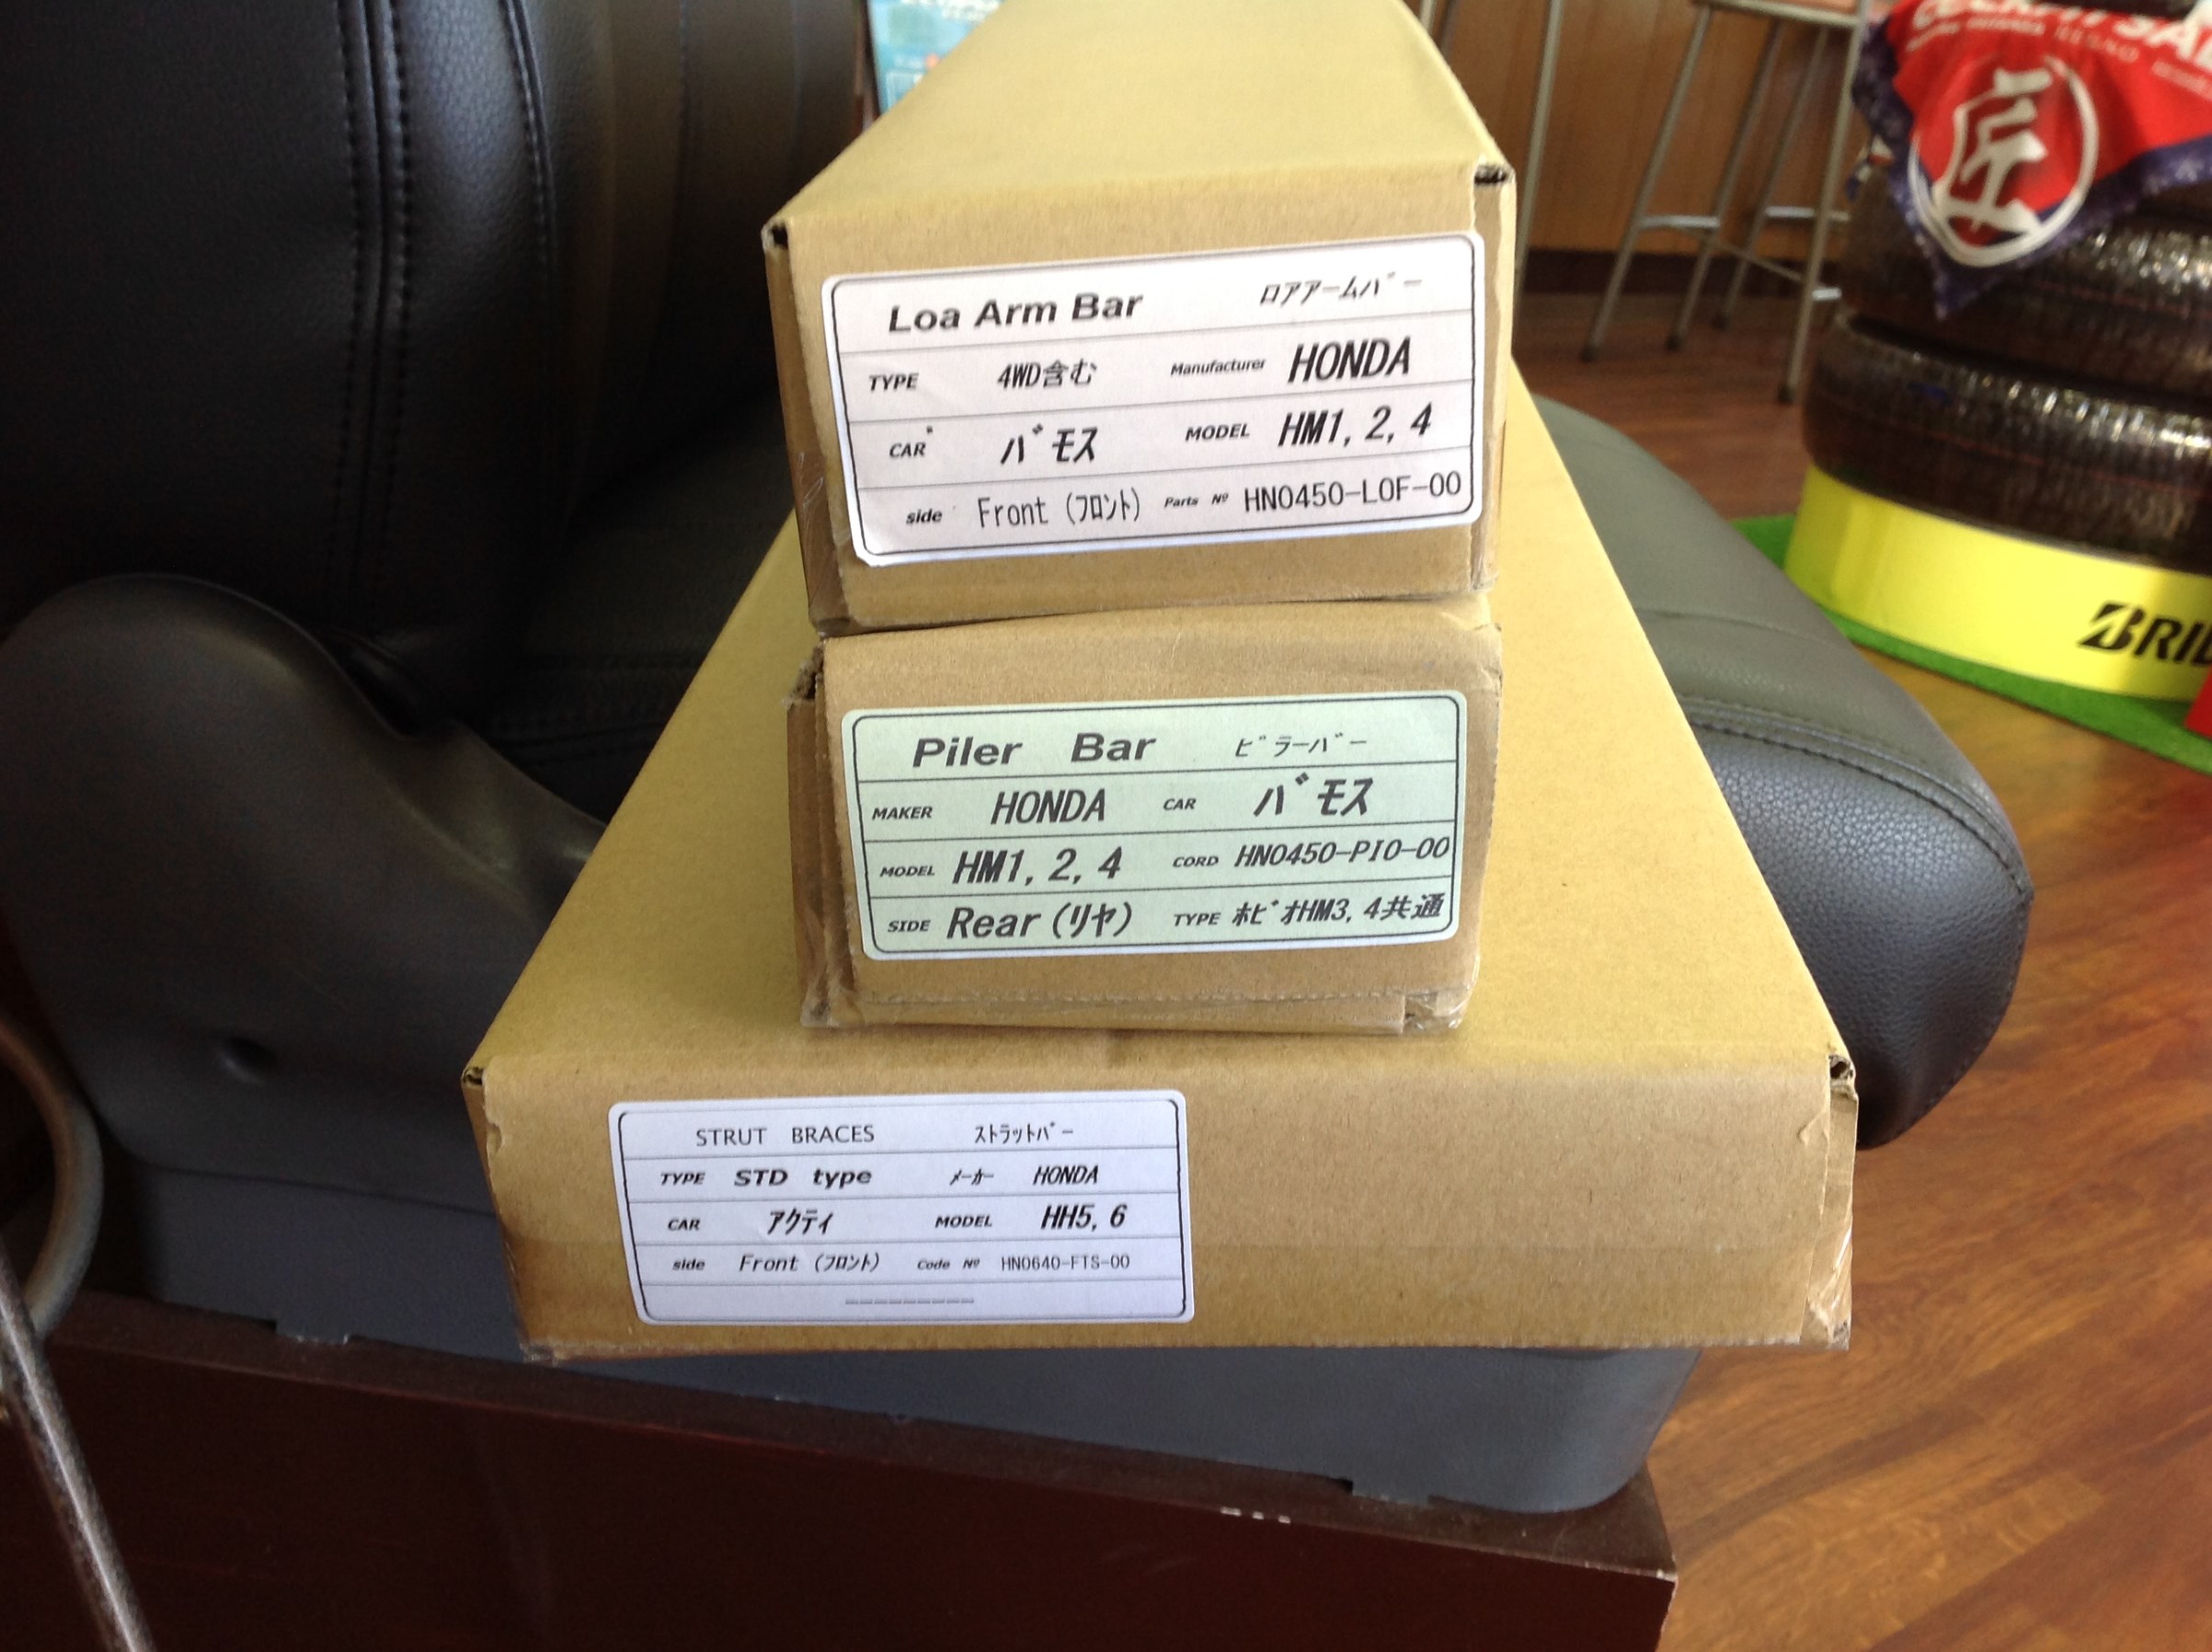 匠
Loa Arm Bar ロアアームバー
TYPE 4WD含む Manufacturer HONDA
CAR バモス MODEL HM1, 2, 4
side Front (フロント) Parts № HN0450-LOF-00
Piler Bar ピラーバー
MAKER HONDA CAR バモス
MODEL HM1, 2, 4 CORD HN0450-PIO-00
SIDE Rear (リヤ) TYPE ホビオHM3, 4共通
STRUT BRACES ストラットバー
TYPE STD type メーカー HONDA
CAR アクティ MODEL HH5, 6
side Front (フロント) Code № HN0640-FTS-00